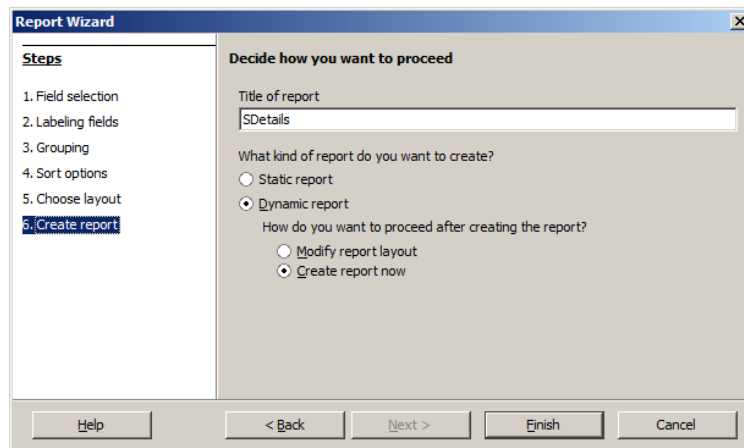 Report Wizard
Steps
1. Field selection
2. Labeling fields
3. Grouping
4. Sort options
5. Choose layout
6. Create report
Decide how you want to proceed
Title of report
SDetails
What kind of report do you want to create?
Static report
Dynamic report
How do you want to proceed after creating the report?
Modify report layout
Create report now
Help
< Back
Next >
Finish
Cancel